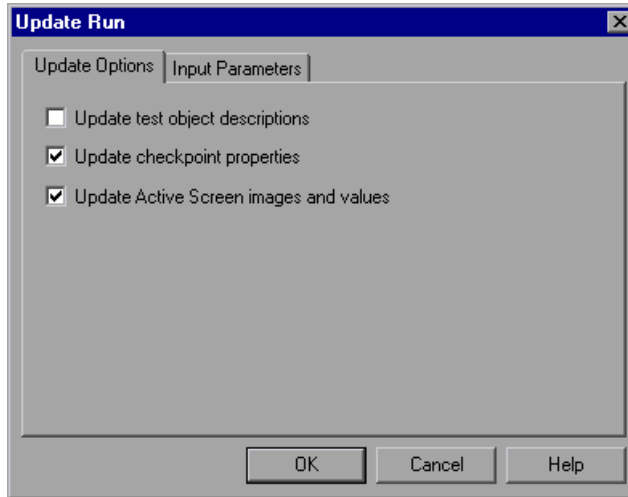 Update Run
Update Options Input Parameters
Update test object descriptions
Update checkpoint properties
Update Active Screen images and values
OK Cancel Help